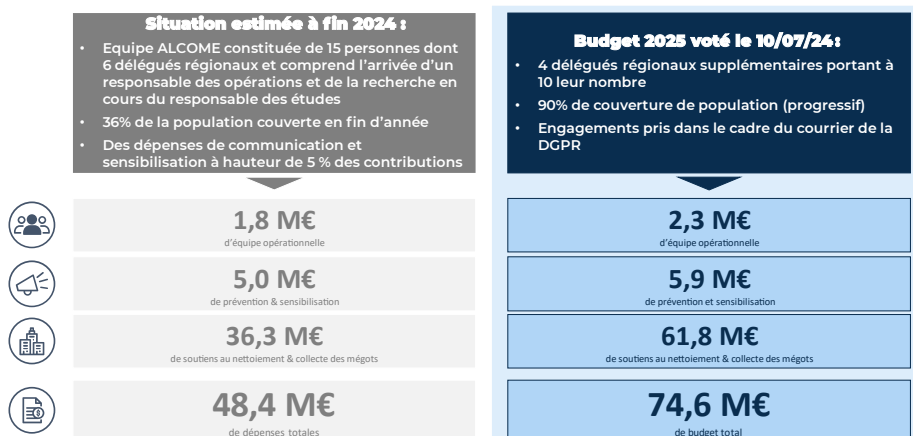 Situation estimée à fin 2024 :
• Equipe ALCOME constituée de 15 personnes dont
6 délégués régionaux et comprend l’arrivée d’un
responsable des opérations et de la recherche en
cours du responsable des études
• 36% de la population couverte en fin d’année
• Des dépenses de communication et
sensibilisation à hauteur de 5 % des contributions
Budget 2025 voté le 10/07/24 :
• 4 délégués régionaux supplémentaires portant à
10 leur nombre
• 90% de couverture de population (progressif)
• Engagements pris dans le cadre du courrier de la
DGPR
1,8 M€
d’équipe opérationnelle
2,3 M€
d’équipe opérationnelle
5,0 M€
de prévention & sensibilisation
5,9 M€
de prévention et sensibilisation
36,3 M€
de soutiens au nettoiement & collecte des mégots
61,8 M€
de soutiens au nettoiement & collecte des mégots
48,4 M€
de dépenses totales
74,6 M€
de budget total